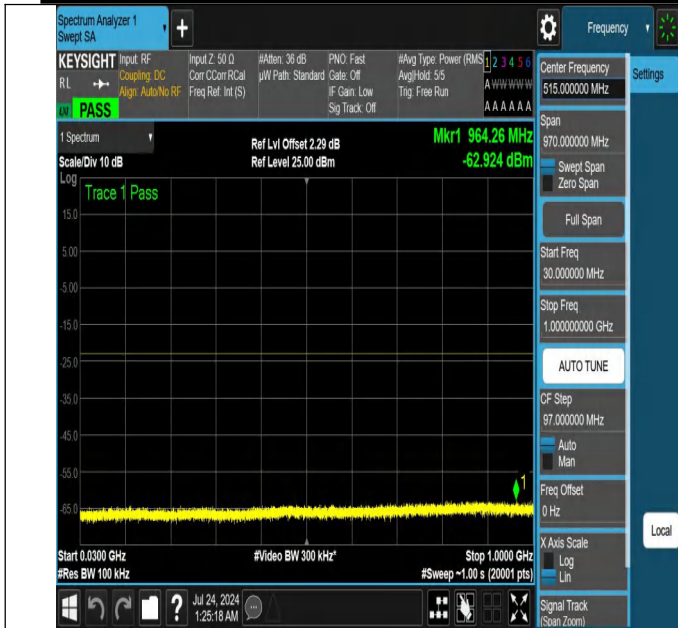 Spectrum Analyzer 1
Swept SA
+
Frequency
KEYSIGHT
RL
PASS
Input: RF
Coupling: DC
Align: Auto/No RF
Input Z: 50 Ω
Corr CCorr RCal
Freq Ref: Int (S)
#Atten: 36 dB
µW Path: Standard
PNO: Fast
Gate: Off
IF Gain: Low
Sig Track: Off
#Avg Type: Power (RMS
Avg|Hold: 5/5
Trig: Free Run
1 2 3 4 5 6
A W W W W W
A A A A A A
1 Spectrum
Scale/Div 10 dB
Ref Lvl Offset 2.29 dB
Ref Level 25.00 dBm
Mkr1 964.26 MHz
-62.924 dBm
Log
Trace 1 Pass
15.0
5.00
-5.00
-15.0
-25.0
-35.0
-45.0
-55.0
-65.0
1
Start 0.0300 GHz
#Res BW 100 kHz
#Video BW 300 kHz*
Stop 1.0000 GHz
#Sweep ~1.00 s (20001 pts)
?
Jul 24, 2024
1:25:18 AM
Center Frequency
515.000000 MHz
Span
970.000000 MHz
Swept Span
Zero Span
Full Span
Start Freq
30.000000 MHz
Stop Freq
1.000000000 GHz
AUTO TUNE
CF Step
97.000000 MHz
Auto
Man
Freq Offset
0 Hz
X Axis Scale
Log
Lin
Signal Track
(Span Zoom)
Settings
Local